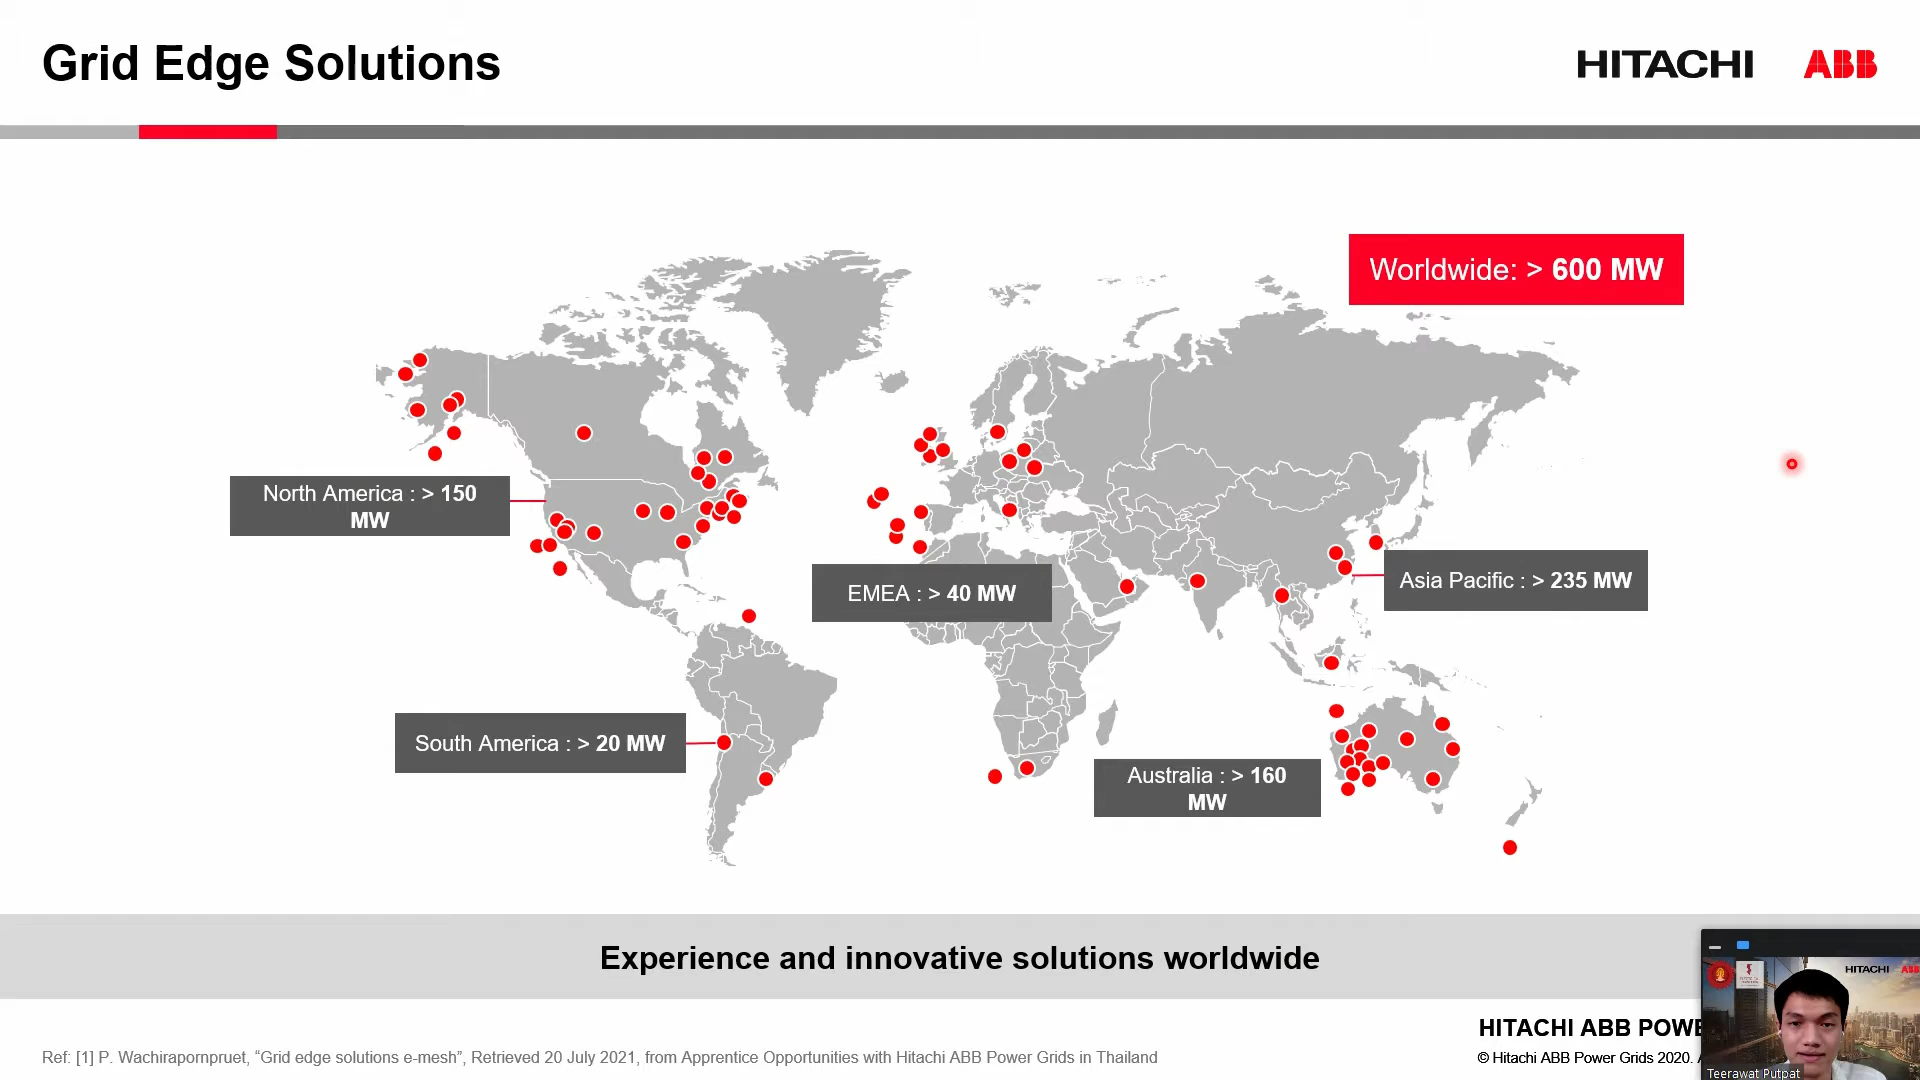 Grid Edge Solutions
HITACHI ABB
Worldwide: > 600 MW
North America : > 150
MW
EMEA : > 40 MW
Asia Pacific : > 235 MW
South America : > 20 MW
Australia : > 160
MW
Experience and innovative solutions worldwide
HITACHI ABB
HITACHI ABB POWE
Ref: [1] P. Wachirapornpruet, “Grid edge solutions e-mesh”, Retrieved 20 July 2021, from Apprentice Opportunities with Hitachi ABB Power Grids in Thailand
© Hitachi ABB Power Grids 2020.
Teerawat Putpat